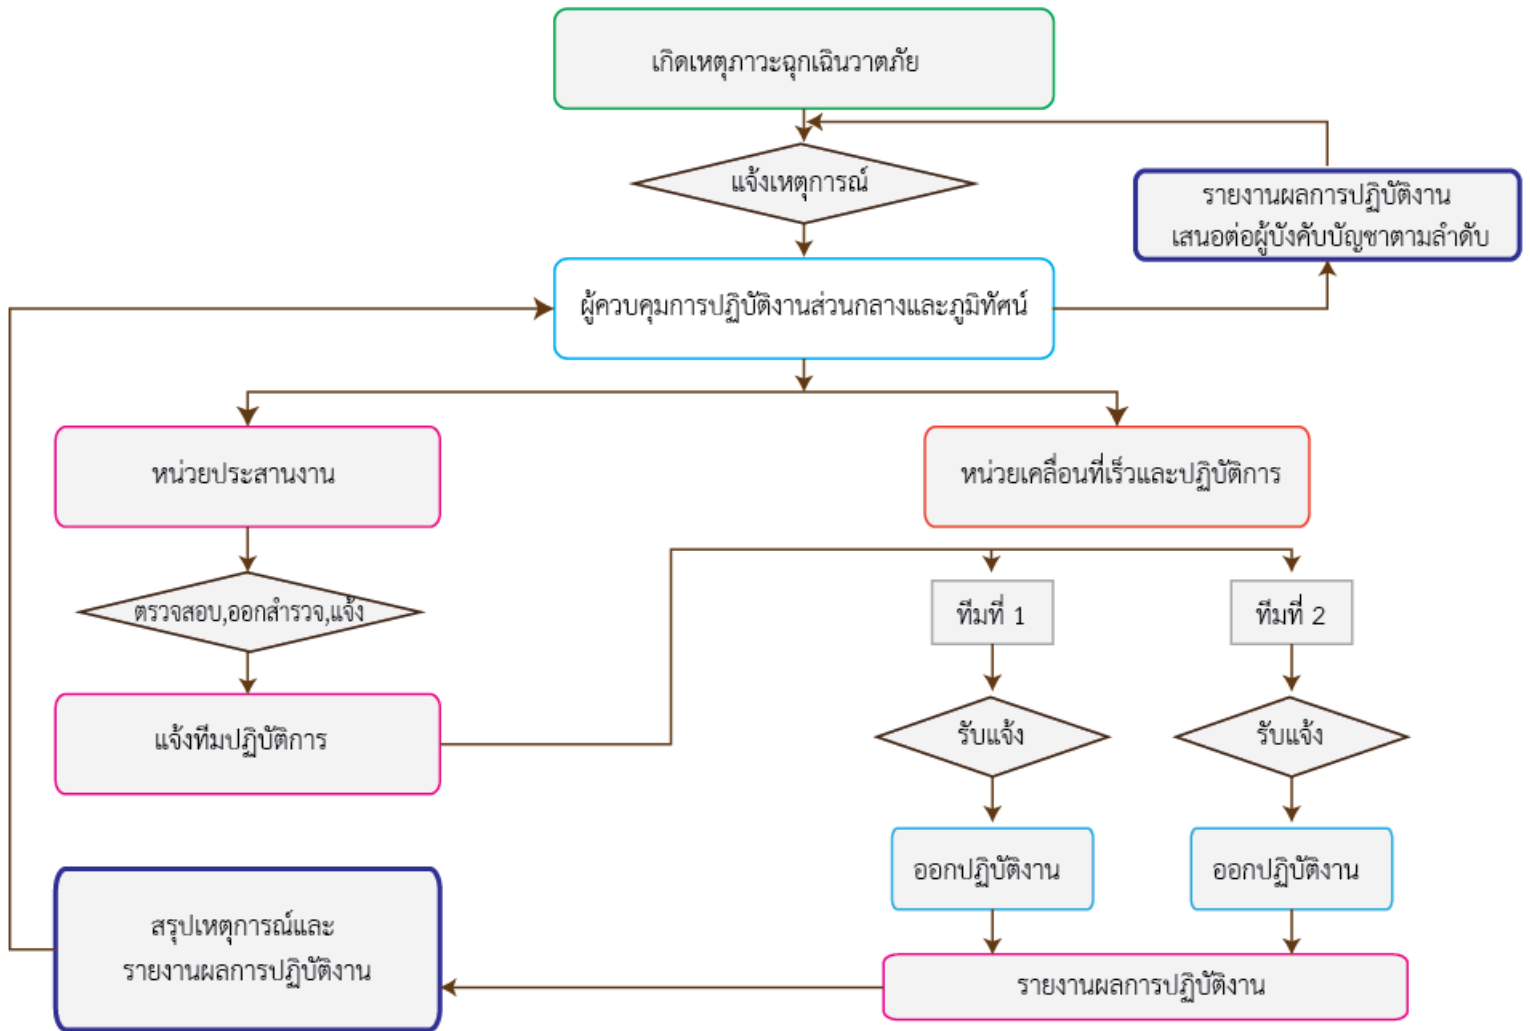 เกิดเหตุภาวะฉุกเฉินวาตภัย
แจ้งเหตุการณ์
รายงานผลการปฏิบัติงาน
เสนอต่อผู้บังคับบัญชาตามลำดับ
ผู้ควบคุมการปฏิบัติงานส่วนกลางและภูมิทัศน์
หน่วยประสานงาน
หน่วยเคลื่อนที่เร็วและปฏิบัติการ
ตรวจสอบ,ออกสำรวจ,แจ้ง
ทีมที่ 1
ทีมที่ 2
แจ้งทีมปฏิบัติการ
รับแจ้ง
รับแจ้ง
ออกปฏิบัติงาน
ออกปฏิบัติงาน
สรุปเหตุการณ์และ
รายงานผลการปฏิบัติงาน
รายงานผลการปฏิบัติงาน